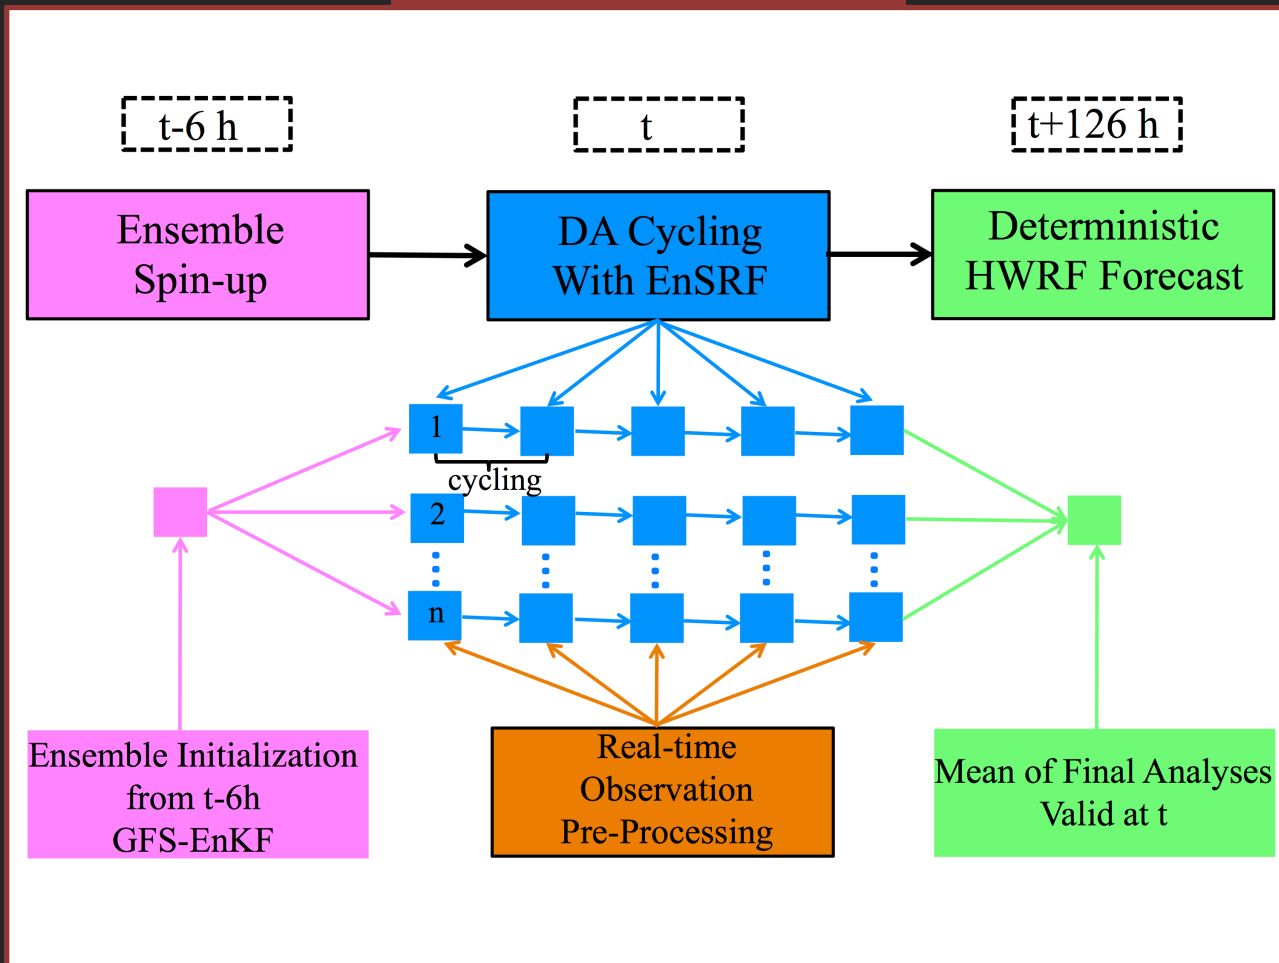 t-6 h
t
t+126 h
Ensemble
Spin-up
DA Cycling
With EnSRF
Deterministic
HWRF Forecast
1
cycling
2
n
Ensemble Initialization
from t-6h
GFS-EnKF
Real-time
Observation
Pre-Processing
Mean of Final Analyses
Valid at t